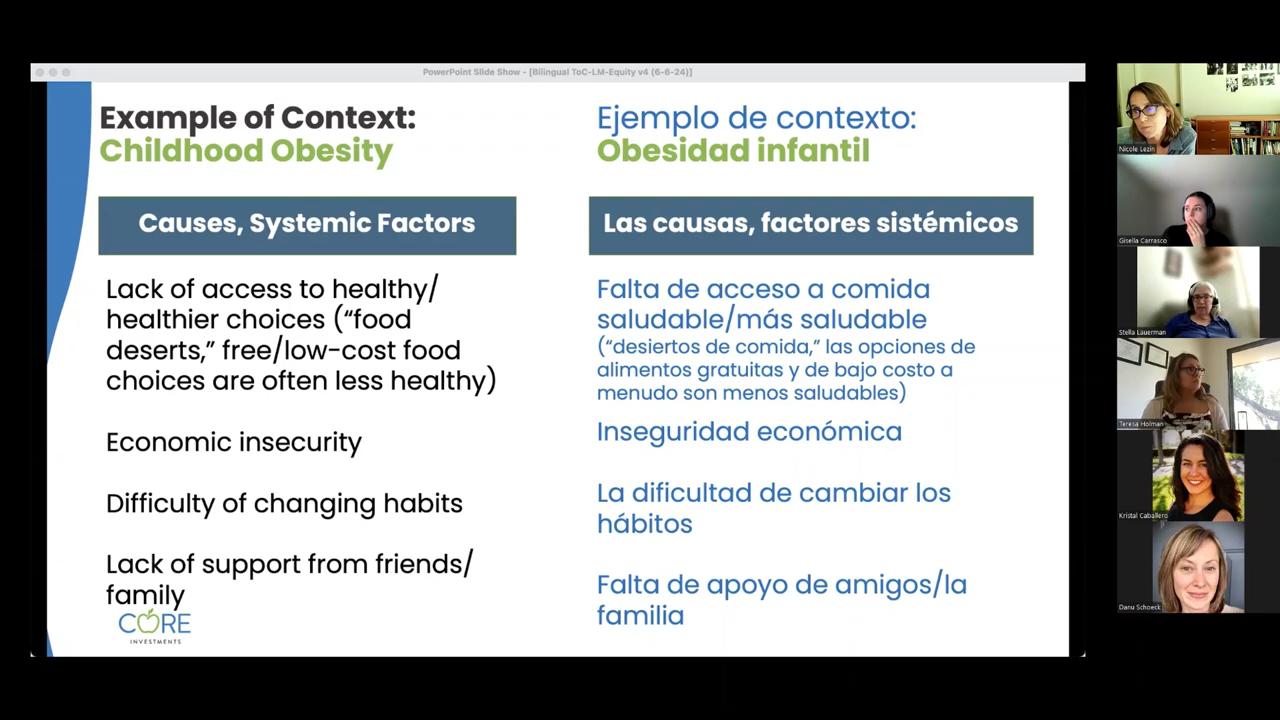 PowerPoint Slide Show - [Bilingual ToC-LM-Equity v4 (6-6-24)]
Example of Context:
Childhood Obesity
Causes, Systemic Factors
Lack of access to healthy/
healthier choices (“food
deserts,” free/low-cost food
choices are often less healthy)
Economic insecurity
Difficulty of changing habits
Lack of support from friends/
family
CORE
INVESTMENTS
Ejemplo de contexto:
Obesidad infantil
Las causas, factores sistémicos
Falta de acceso a comida
saludable/más saludable
(“desiertos de comida,” las opciones de
alimentos gratuitas y de bajo costo a
menudo son menos saludables)
Inseguridad económica
La dificultad de cambiar los
hábitos
Falta de apoyo de amigos/la
familia
Nicole Lezin
Gisella Carrasco
Stella Lauerman
Teresa Holman
Kristal Caballero
Danu Schoeck